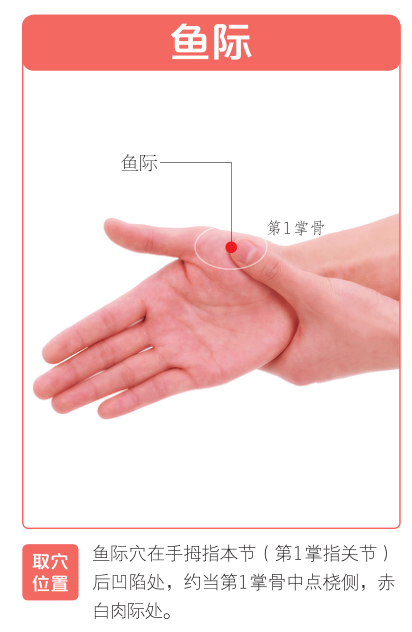 鱼际
鱼际
第1掌骨
取穴
位置
鱼际穴在手拇指本节（第1掌指关节）
后凹陷处，约当第1掌骨中点桡侧，赤
白肉际处。